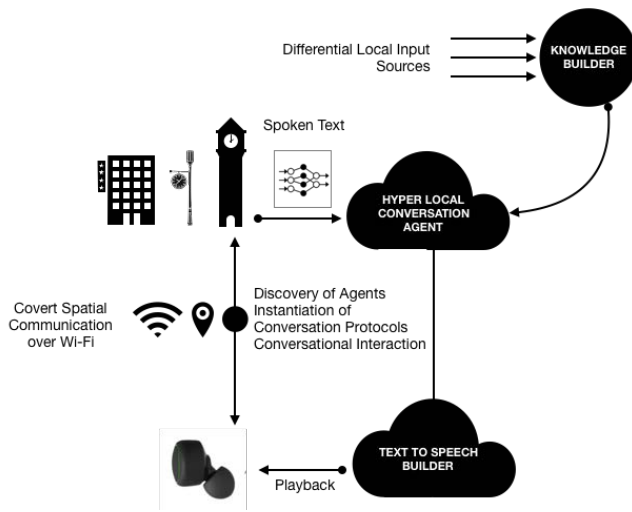 Differential Local Input
Sources
KNOWLEDGE
BUILDER
Spoken Text
HYPER LOCAL
CONVERSATION
AGENT
Covert Spatial
Communication
over Wi-Fi
Discovery of Agents
Instantiation of
Conversation Protocols
Conversational Interaction
TEXT TO SPEECH
BUILDER
Playback